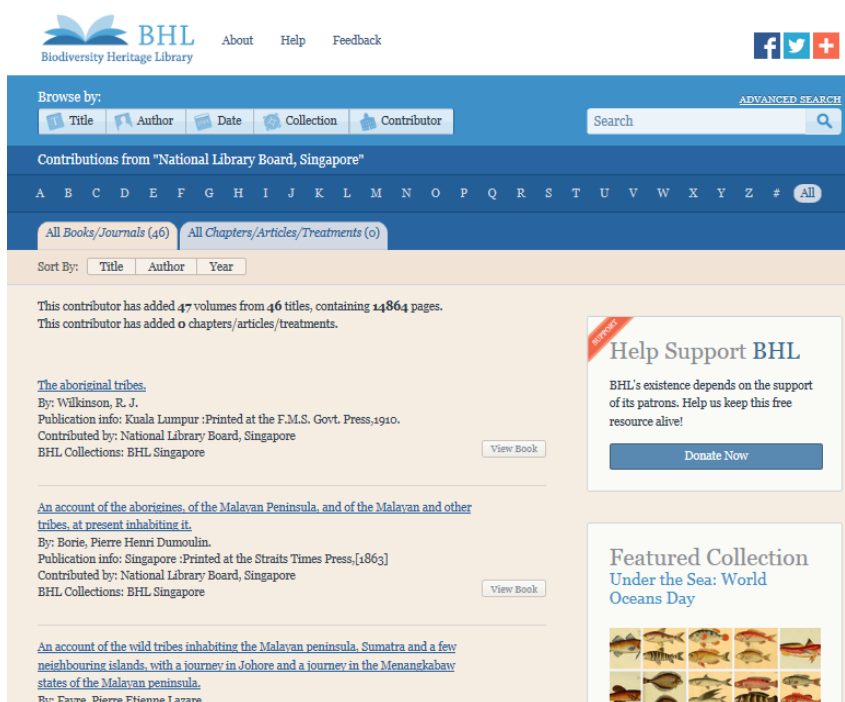 BHL
Biodiversity Heritage Library
About Help Feedback
Browse by:
Title Author Date Collection Contributor
ADVANCED SEARCH
Search
Contributions from "National Library Board, Singapore"
A B C D E F G H I J K L M N O P Q R S T U V W X Y Z # All
All Books/Journals (46) All Chapters/Articles/Treatments (0)
Sort By: Title Author Year
This contributor has added 47 volumes from 46 titles, containing 14864 pages.
This contributor has added 0 chapters/articles/treatments.
The aboriginal tribes.
By: Wilkinson, R. J.
Publication info: Kuala Lumpur :Printed at the F.M.S. Govt. Press,1910.
Contributed by: National Library Board, Singapore
BHL Collections: BHL Singapore
View Book
An account of the aborigines, of the Malayan Peninsula, and of the Malayan and other
tribes, at present inhabiting it.
By: Borie, Pierre Henri Dumoulin.
Publication info: Singapore :Printed at the Straits Times Press,[1863]
Contributed by: National Library Board, Singapore
BHL Collections: BHL Singapore
View Book
An account of the wild tribes inhabiting the Malayan peninsula, Sumatra and a few
neighbouring islands, with a journey in Johore and a journey in the Menangkabaw
states of the Malayan peninsula.
By: Favre, Pierre Etienne Lazare
SUPPORT
Help Support BHL
BHL's existence depends on the support
of its patrons. Help us keep this free
resource alive!
Donate Now
Featured Collection
Under the Sea: World
Oceans Day